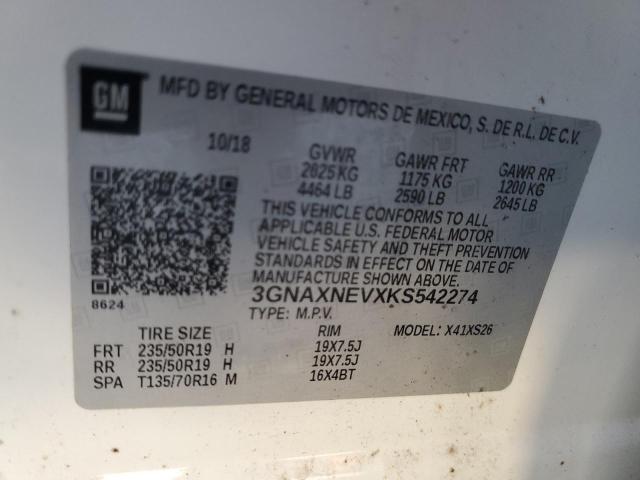 GM
MFD BY GENERAL MOTORS DE MEXICO, S. DE R.L. DE C.V.
10/18 GVWR GAWR FRT GAWR RR
2025 KG 1175 KG 1200 KG
4464 LB 2590 LB 2645 LB
THIS VEHICLE CONFORMS TO ALL
APPLICABLE U.S. FEDERAL MOTOR
VEHICLE SAFETY AND THEFT PREVENTION
STANDARDS IN EFFECT ON THE DATE OF
MANUFACTURE SHOWN ABOVE.
8624 3GNAXNEVXKS542274
TYPE: M.P.V. MODEL: X41XS26
TIRE SIZE RIM
FRT 235/50R19 H 19X7.5J
RR 235/50R19 H 19X7.5J
SPA T135/70R16 M 16X4BT